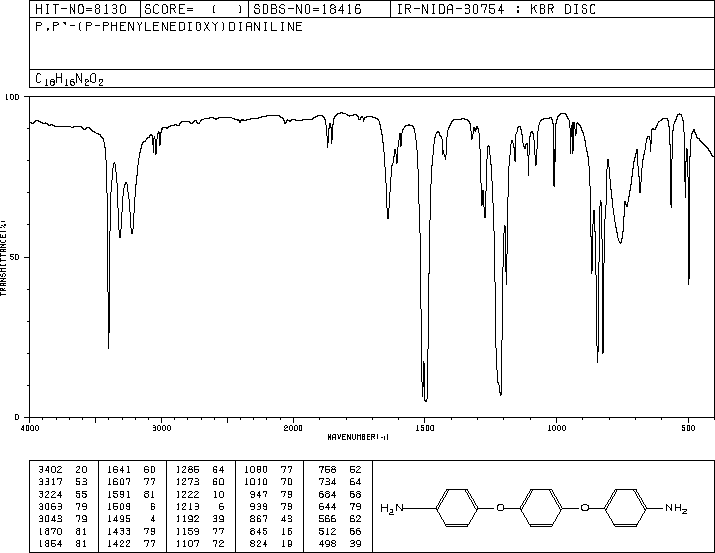 HIT-NO=8130 SCORE= ( ) SDBS-NO=18416 IR-NIDA-30754 : KBR DISC
P,P'-(P-PHENYLENEDIOXY)DIANILINE
C18H16N2O2
100
50
0
TRANSMITTANCE(%)
4000 3000 2000 1500 1000 500
WAVENUMBER(-1)
3402 20 1641 60 1286 64 1080 77 758 52
3317 53 1607 77 1273 60 1010 70 734 64
3224 55 1591 81 1222 10 947 79 684 68
3063 79 1509 6 1213 6 939 79 644 79
3043 79 1495 4 1192 39 867 43 566 62
1870 81 1433 79 1159 77 845 16 512 66
1854 81 1422 77 1107 72 824 19 498 39
H2N O O NH2